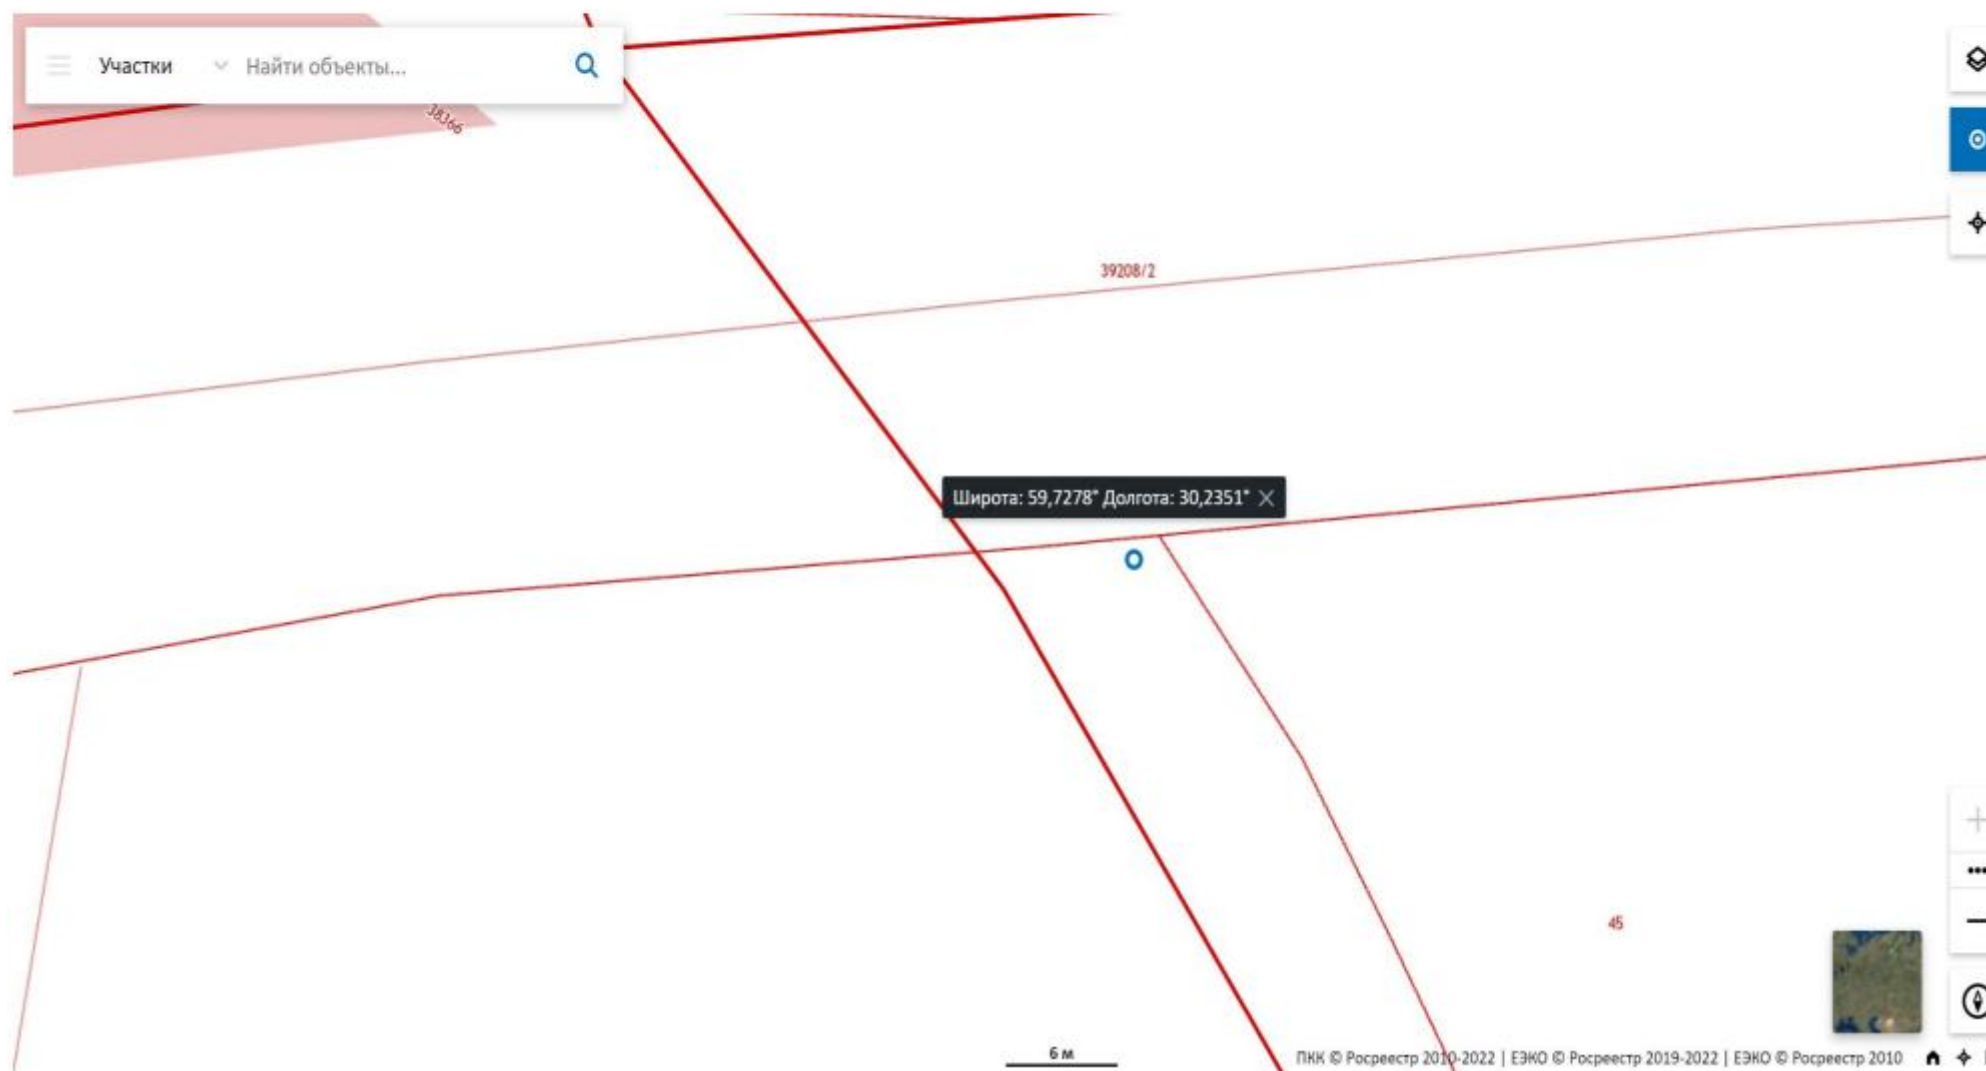 Участки
Найти объекты...
38366
39208/2
Широта: 59,7278° Долгота: 30,2351°
45
6 м
ПКК © Росреестр 2010-2022 | ЕЭКО © Росреестр 2019-2022 | ЕЭКО © Росреестр 2010